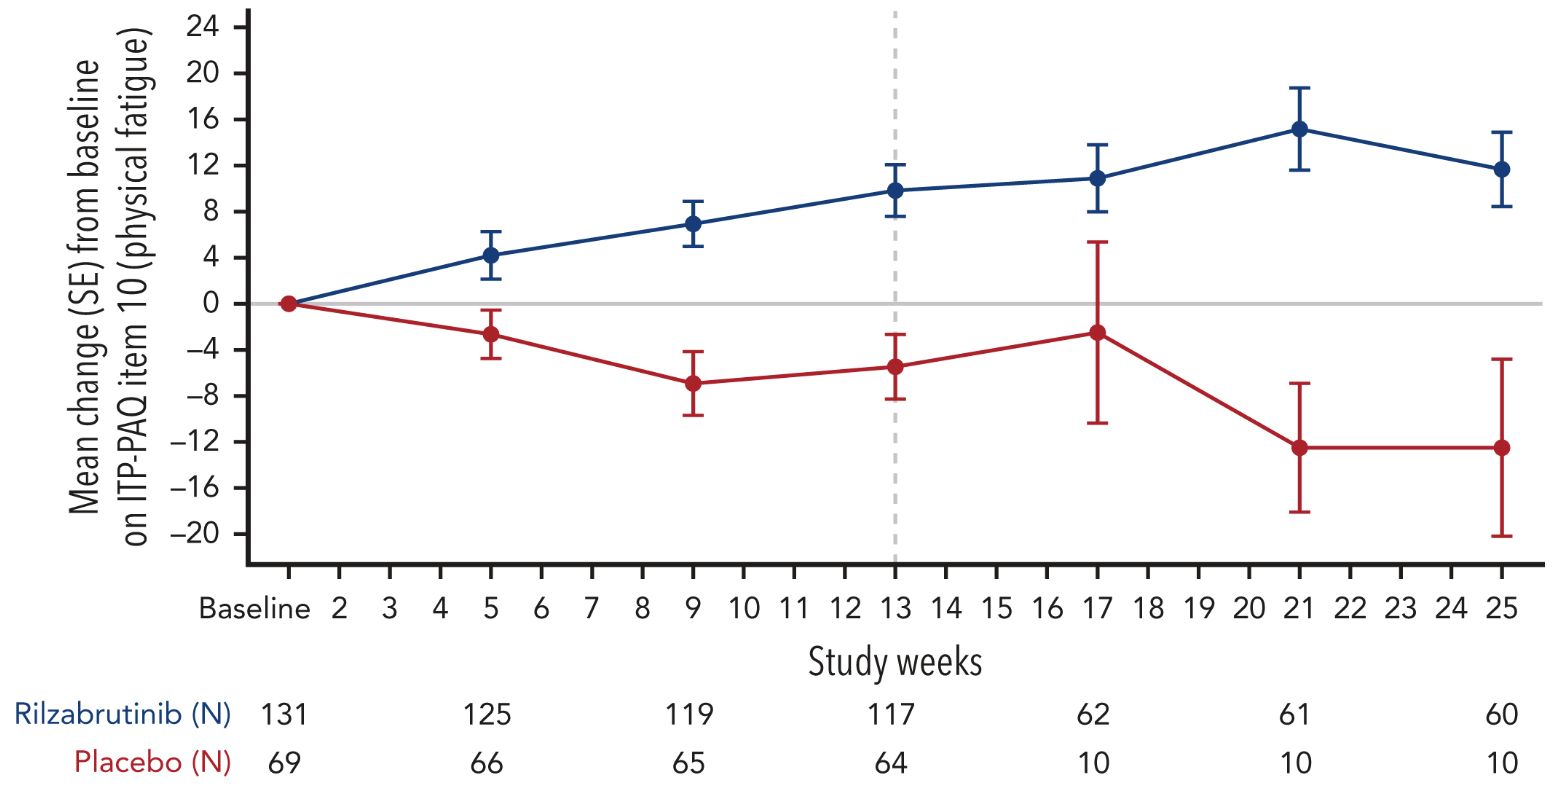 Mean change (SE) from baseline
on ITP-PAQ item 10 (physical fatigue)
24
20
16
12
8
4
0
–4
–8
–12
–16
–20
Baseline 2 3 4 5 6 7 8 9 10 11 12 13 14 15 16 17 18 19 20 21 22 23 24 25
Study weeks
Rilzabrutinib (N) 131 125 119 117 62 61 60
Placebo (N) 69 66 65 64 10 10 10